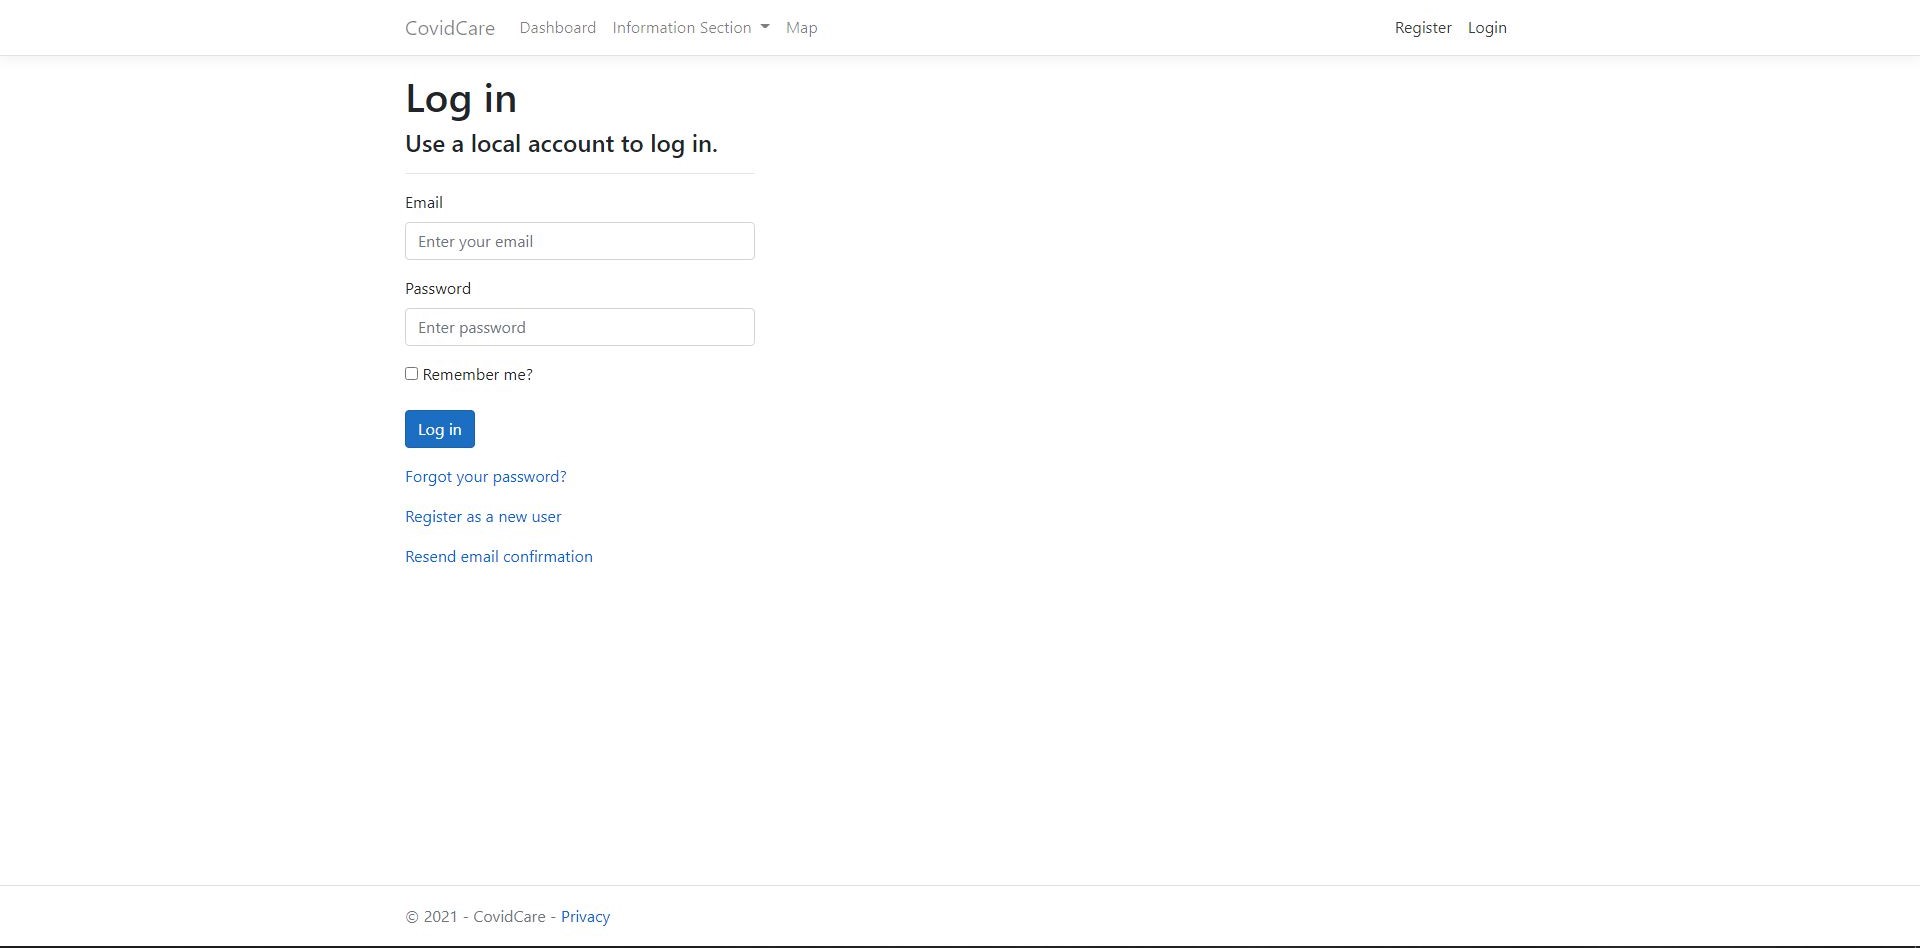 CovidCare Dashboard Information Section Map Register Login
Log in
Use a local account to log in.
Email
Enter your email
Password
Enter password
Remember me?
Log in
Forgot your password?
Register as a new user
Resend email confirmation
© 2021 - CovidCare - Privacy